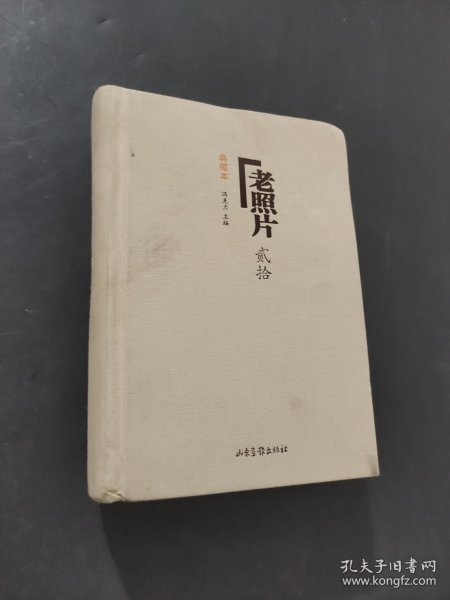 老照片
典藏本
冯克力 主编
贰拾
山东画报出版社
孔夫子旧书网
www.kongfz.com